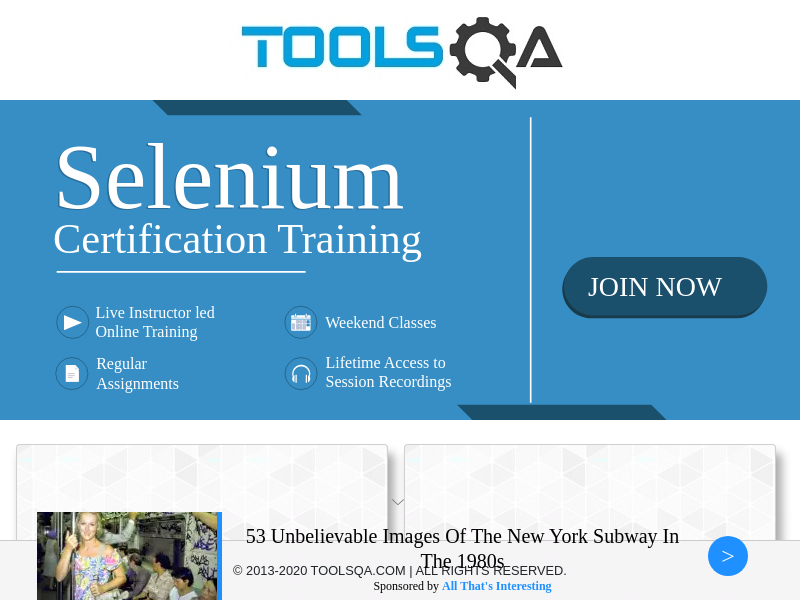 TOOLSQA
Selenium
Certification Training
JOIN NOW
Live Instructor led
Online Training
Weekend Classes
Regular
Assignments
Lifetime Access to
Session Recordings
53 Unbelievable Images Of The New York Subway In
The 1980s
© 2013-2020 TOOLSQA.COM | ALL RIGHTS RESERVED.
Sponsored by All That's Interesting
>